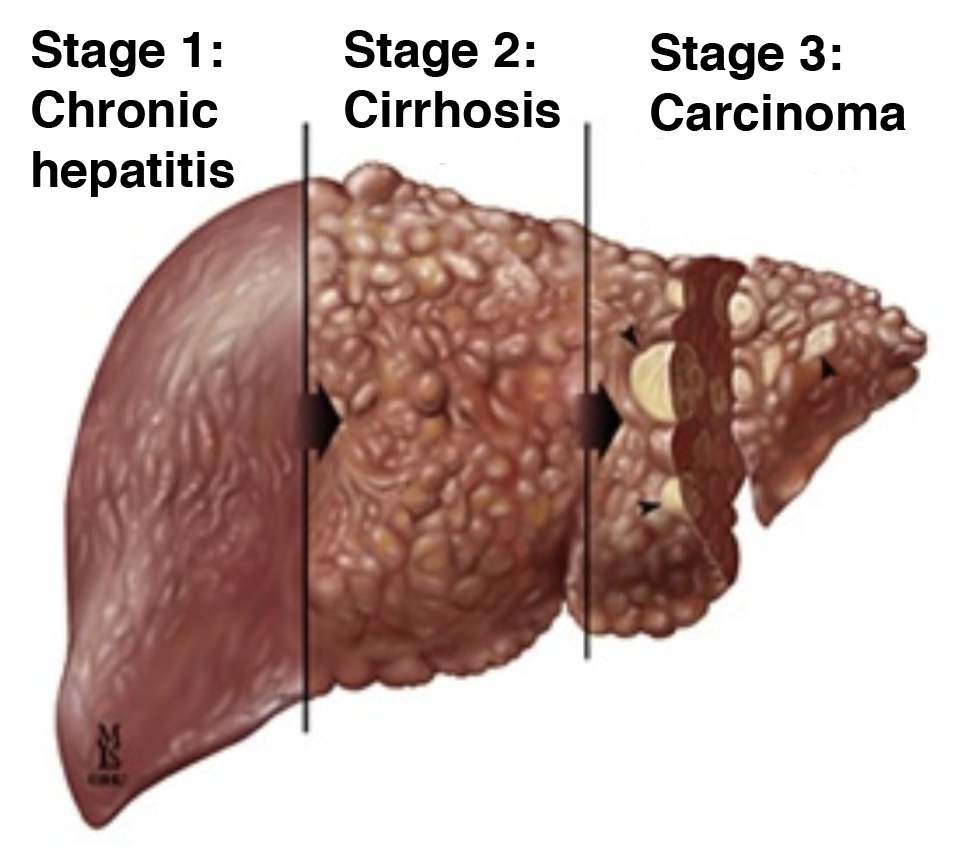 Stage 1:
Chronic
hepatitis
Stage 2:
Cirrhosis
Stage 3:
Carcinoma